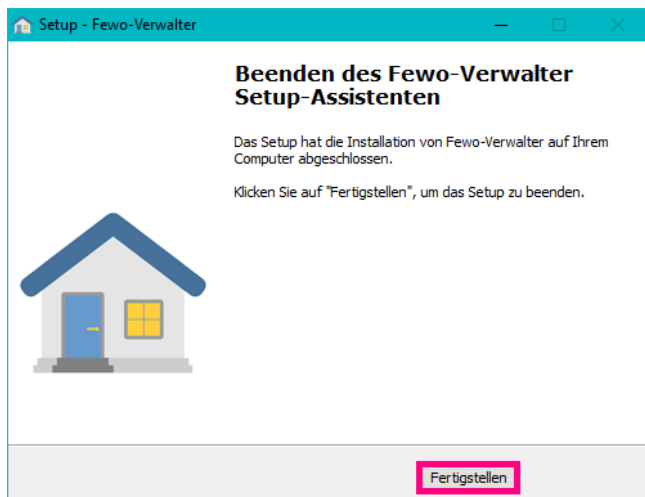 Setup - Fewo-Verwalter
Beenden des Fewo-Verwalter
Setup-Assistenten
Das Setup hat die Installation von Fewo-Verwalter auf Ihrem
Computer abgeschlossen.
Klicken Sie auf "Fertigstellen", um das Setup zu beenden.
Fertigstellen